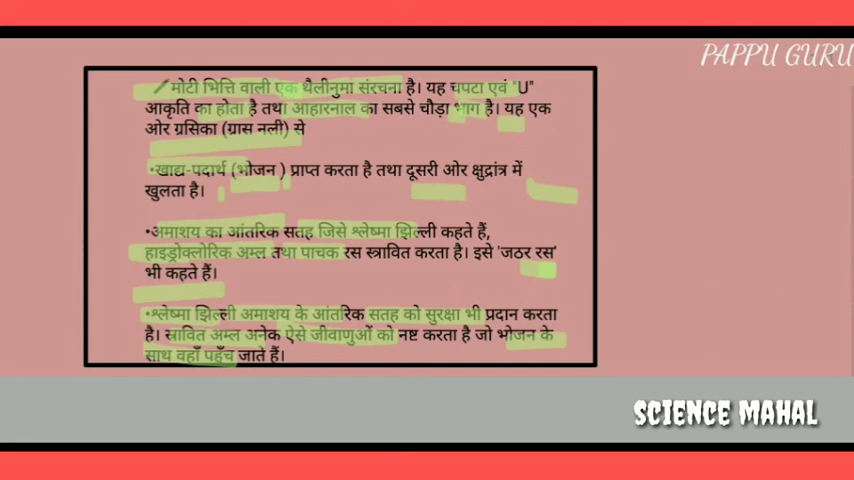 PAPPU GURU
मोटी भित्ति वाली एक थैलीनुमा संरचना है। यह चपटा एवं "U"
आकृति का होता है तथा आहारनाल का सबसे चौड़ा भाग है। यह एक
ओर ग्रसिका (ग्रास नली) से
•खाद्य-पदार्थ (भोजन ) प्राप्त करता है तथा दूसरी ओर क्षुद्रांत्र में
खुलता है।
•अमाशय का आंतरिक सतह जिसे श्लेष्मा झिल्ली कहते हैं,
हाइड्रोक्लोरिक अम्ल तथा पाचक रस स्त्रावित करता है। इसे 'जठर रस'
भी कहते हैं।
•श्लेष्मा झिल्ली अमाशय के आंतरिक सतह को सुरक्षा भी प्रदान करता
है। स्रावित अम्ल अनेक ऐसे जीवाणुओं को नष्ट करता है जो भोजन के
साथ वहाँ पहुँच जाते हैं।
SCIENCE MAHAL